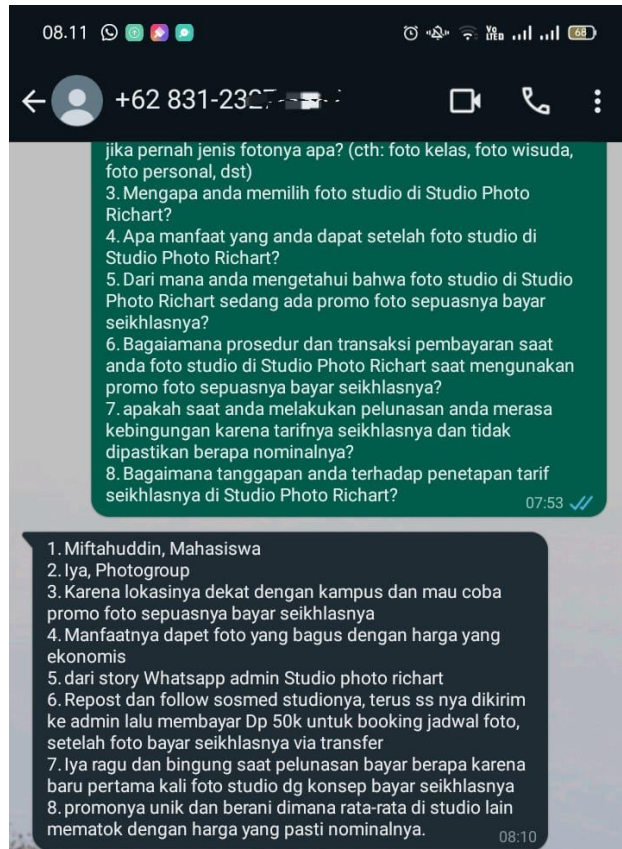 08.11
68
+62 831-232
jika pernah jenis fotonya apa? (cth: foto kelas, foto wisuda,
foto personal, dst)
3. Mengapa anda memilih foto studio di Studio Photo
Richart?
4. Apa manfaat yang anda dapat setelah foto studio di
Studio Photo Richart?
5. Dari mana anda mengetahui bahwa foto studio di Studio
Photo Richart sedang ada promo foto sepuasnya bayar
seikhlasnya?
6. Bagaiamana prosedur dan transaksi pembayaran saat
anda foto studio di Studio Photo Richart saat mengunakan
promo foto sepuasnya bayar seikhlasnya?
7. apakah saat anda melakukan pelunasan anda merasa
kebingungan karena tarifnya seikhlasnya dan tidak
dipastikan berapa nominalnya?
8. Bagaimana tanggapan anda terhadap penetapan tarif
seikhlasnya di Studio Photo Richart?
07:53
1. Miftahuddin, Mahasiswa
2. Iya, Photogroup
3. Karena lokasinya dekat dengan kampus dan mau coba
promo foto sepuasnya bayar seikhlasnya
4. Manfaatnya dapet foto yang bagus dengan harga yang
ekonomis
5. dari story Whatsapp admin Studio photo richart
6. Repost dan follow sosmed studionya, terus ss nya dikirim
ke admin lalu membayar Dp 50k untuk booking jadwal foto,
setelah foto bayar seikhlasnya via transfer
7. Iya ragu dan bingung saat pelunasan bayar berapa karena
baru pertama kali foto studio dg konsep bayar seikhlasnya
8. promonya unik dan berani dimana rata-rata di studio lain
mematok dengan harga yang pasti nominalnya.
08:10